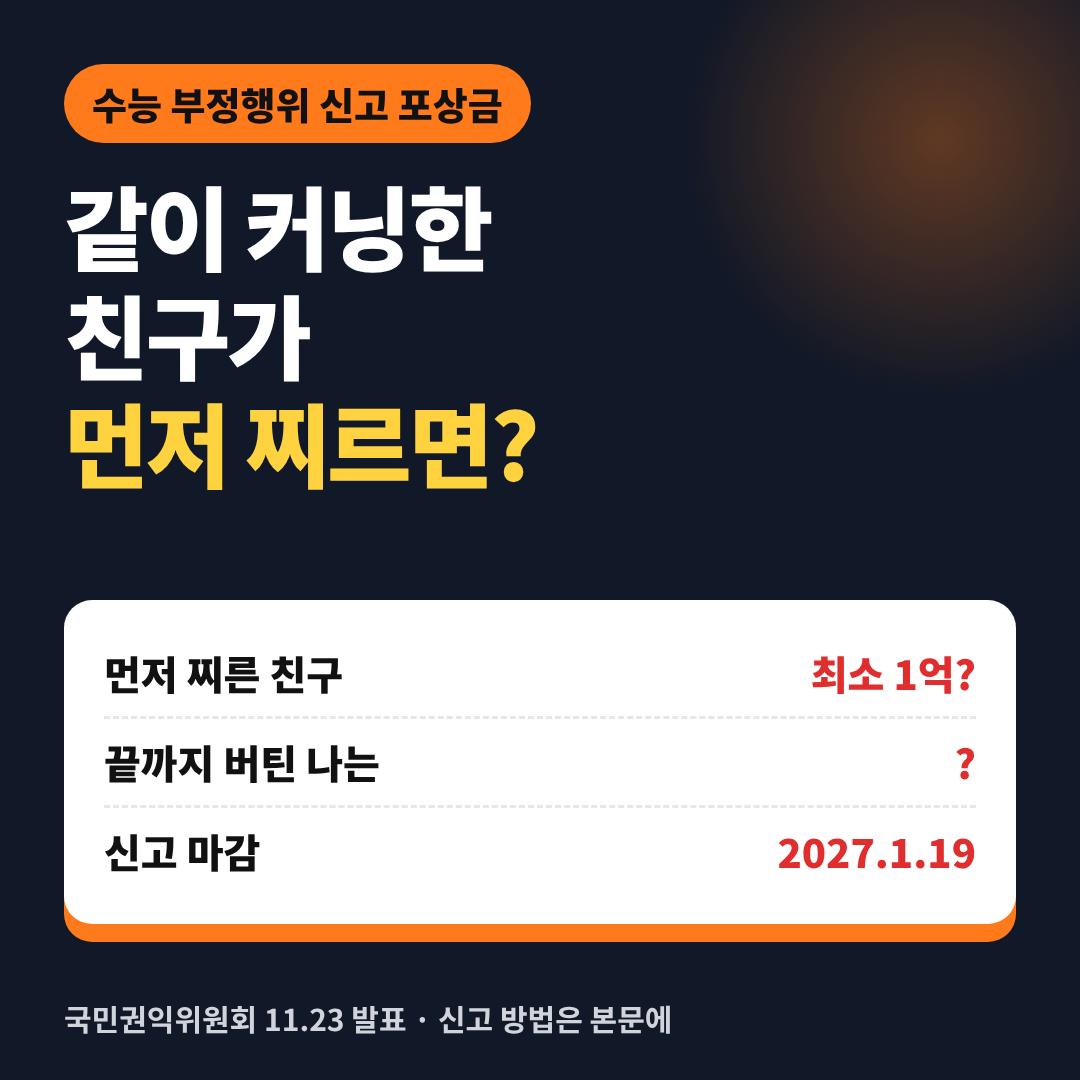 수능 부정행위 신고 포상금
같이 커닝한
친구가
먼저 찌르면?
먼저 찌른 친구 최소 1억?
끝까지 버틴 나는 ?
신고 마감 2027.1.19
국민권익위원회 11.23 발표 · 신고 방법은 본문에